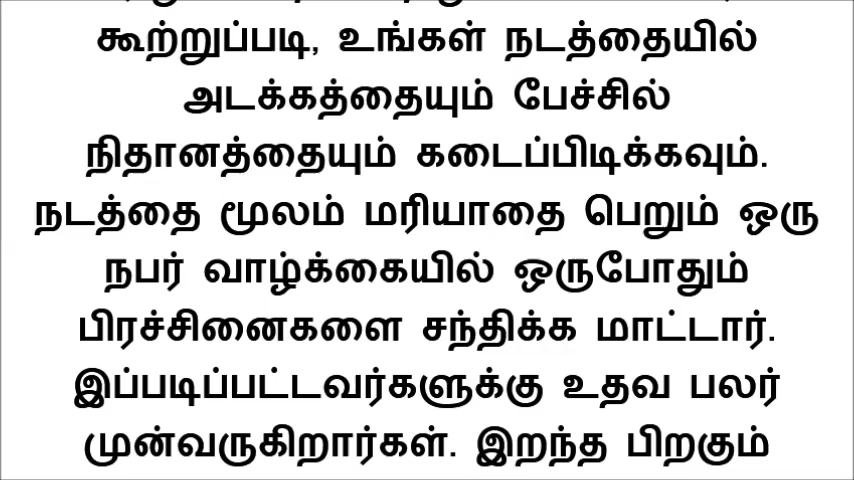 கூற்றுப்படி, உங்கள் நடத்தையில்
அடக்கத்தையும் பேச்சில்
நிதானத்தையும் கடைப்பிடிக்கவும்.
நடத்தை மூலம் மரியாதை பெறும் ஒரு
நபர் வாழ்க்கையில் ஒருபோதும்
பிரச்சினைகளை சந்திக்க மாட்டார்.
இப்படிப்பட்டவர்களுக்கு உதவ பலர்
முன்வருகிறார்கள். இறந்த பிறகும்